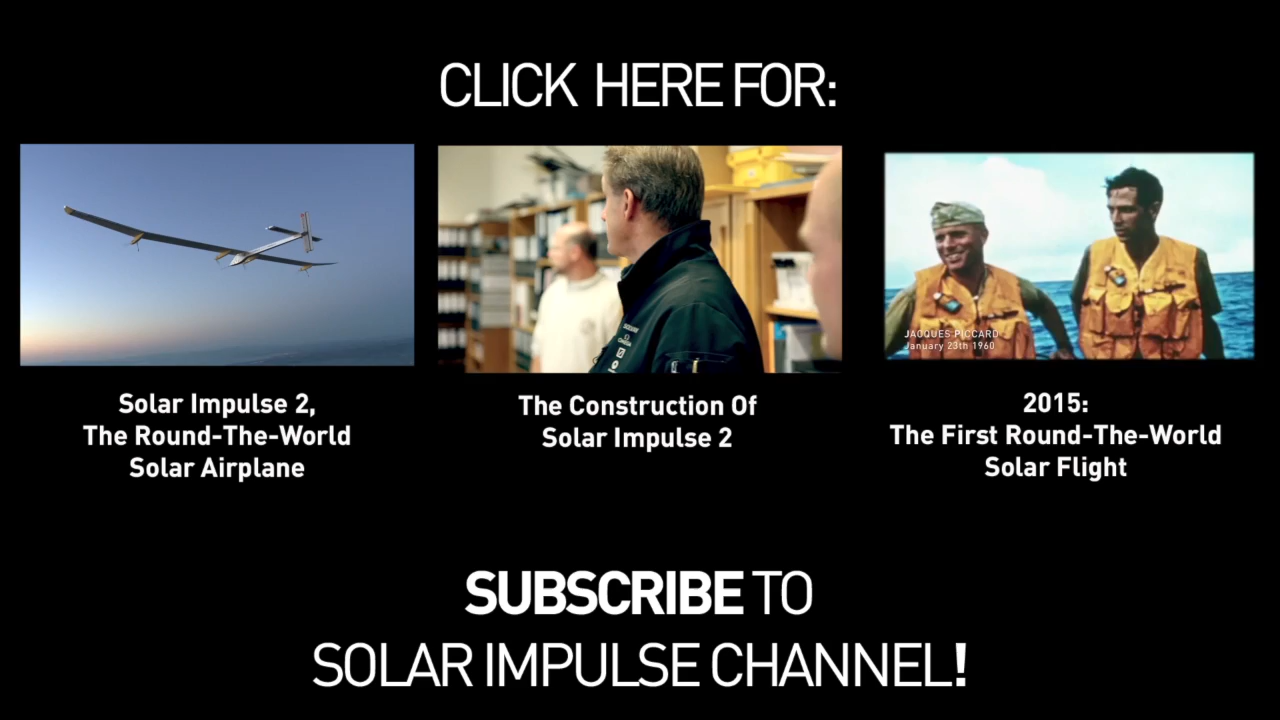 CLICK HERE FOR:
JACQUES PICCARD
January 23th 1960
Solar Impulse 2,
The Round-The-World
Solar Airplane
The Construction Of
Solar Impulse 2
2015:
The First Round-The-World
Solar Flight
SUBSCRIBE TO
SOLAR IMPULSE CHANNEL!